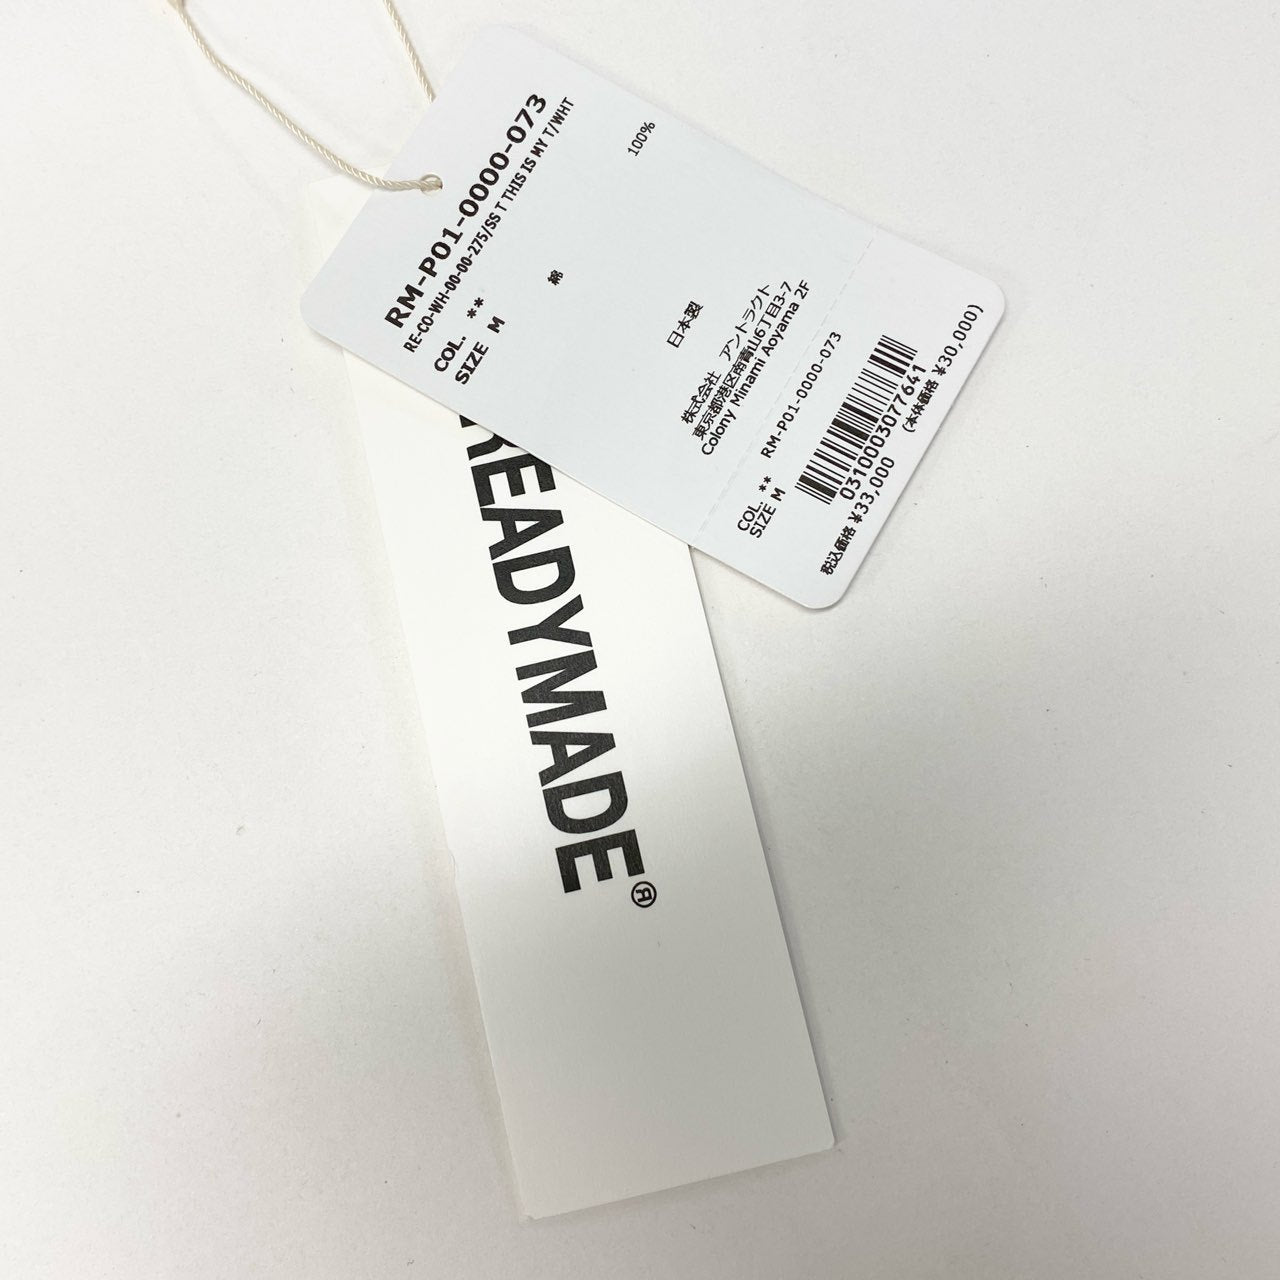 RM-P01-0000-073
RE-CO-WH-00-00-275/SS T THIS IS MY T/WHT
COL. **
SIZE M
綿 100%
日本製
株式会社 アントラクト
東京都港区南青山6丁目3-7
Colony Minami Aoyama 2F
RM-P01-0000-073
COL. **
SIZE M
0310003077641
税込価格 ¥33,000 (本体価格 ¥30,000)
READYMADE®